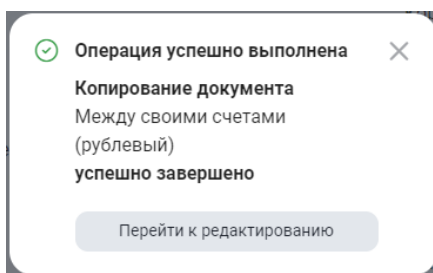 Операция успешно выполнена
Копирование документа
Между своими счетами
(рублевый)
успешно завершено
Перейти к редактированию